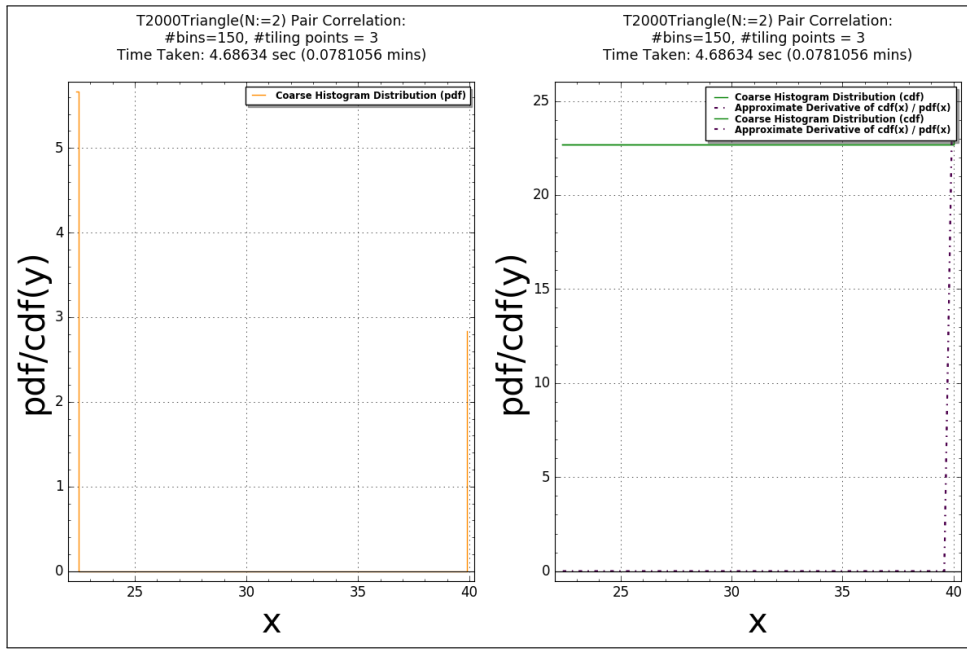 T2000Triangle(N:=2) Pair Correlation:
#bins=150, #tiling points = 3
Time Taken: 4.68634 sec (0.0781056 mins)
Coarse Histogram Distribution (pdf)
pdf/cdf(y)
5
4
3
2
1
0
25
30
35
40
x
T2000Triangle(N:=2) Pair Correlation:
#bins=150, #tiling points = 3
Time Taken: 4.68634 sec (0.0781056 mins)
Coarse Histogram Distribution (cdf)
Approximate Derivative of cdf(x) / pdf(x)
Coarse Histogram Distribution (cdf)
Approximate Derivative of cdf(x) / pdf(x)
pdf/cdf(y)
25
20
15
10
5
0
25
30
35
40
x